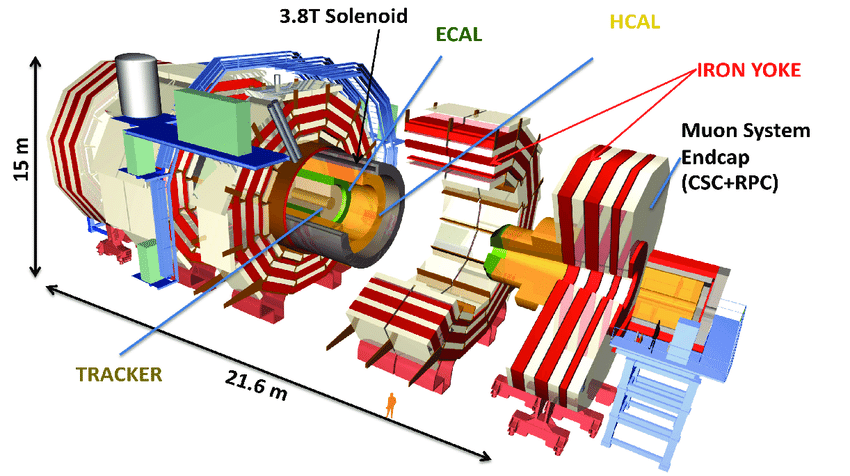 3.8T Solenoid
ECAL
HCAL
IRON YOKE
Muon System
Endcap
(CSC+RPC)
15 m
TRACKER
21.6 m